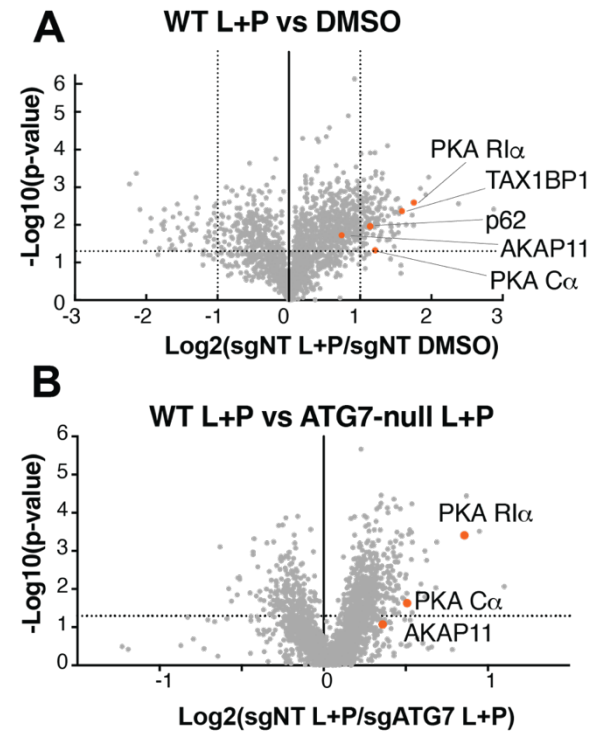 A
WT L+P vs DMSO
-Log10(p-value)
6
5
4
3
2
1
0
-3
-2
-1
0
1
2
3
PKA RIα
TAX1BP1
p62
AKAP11
PKA Cα
Log2(sgNT L+P/sgNT DMSO)
B
WT L+P vs ATG7-null L+P
-Log10(p-value)
6
5
4
3
2
1
0
-1
0
1
PKA RIα
PKA Cα
AKAP11
Log2(sgNT L+P/sgATG7 L+P)